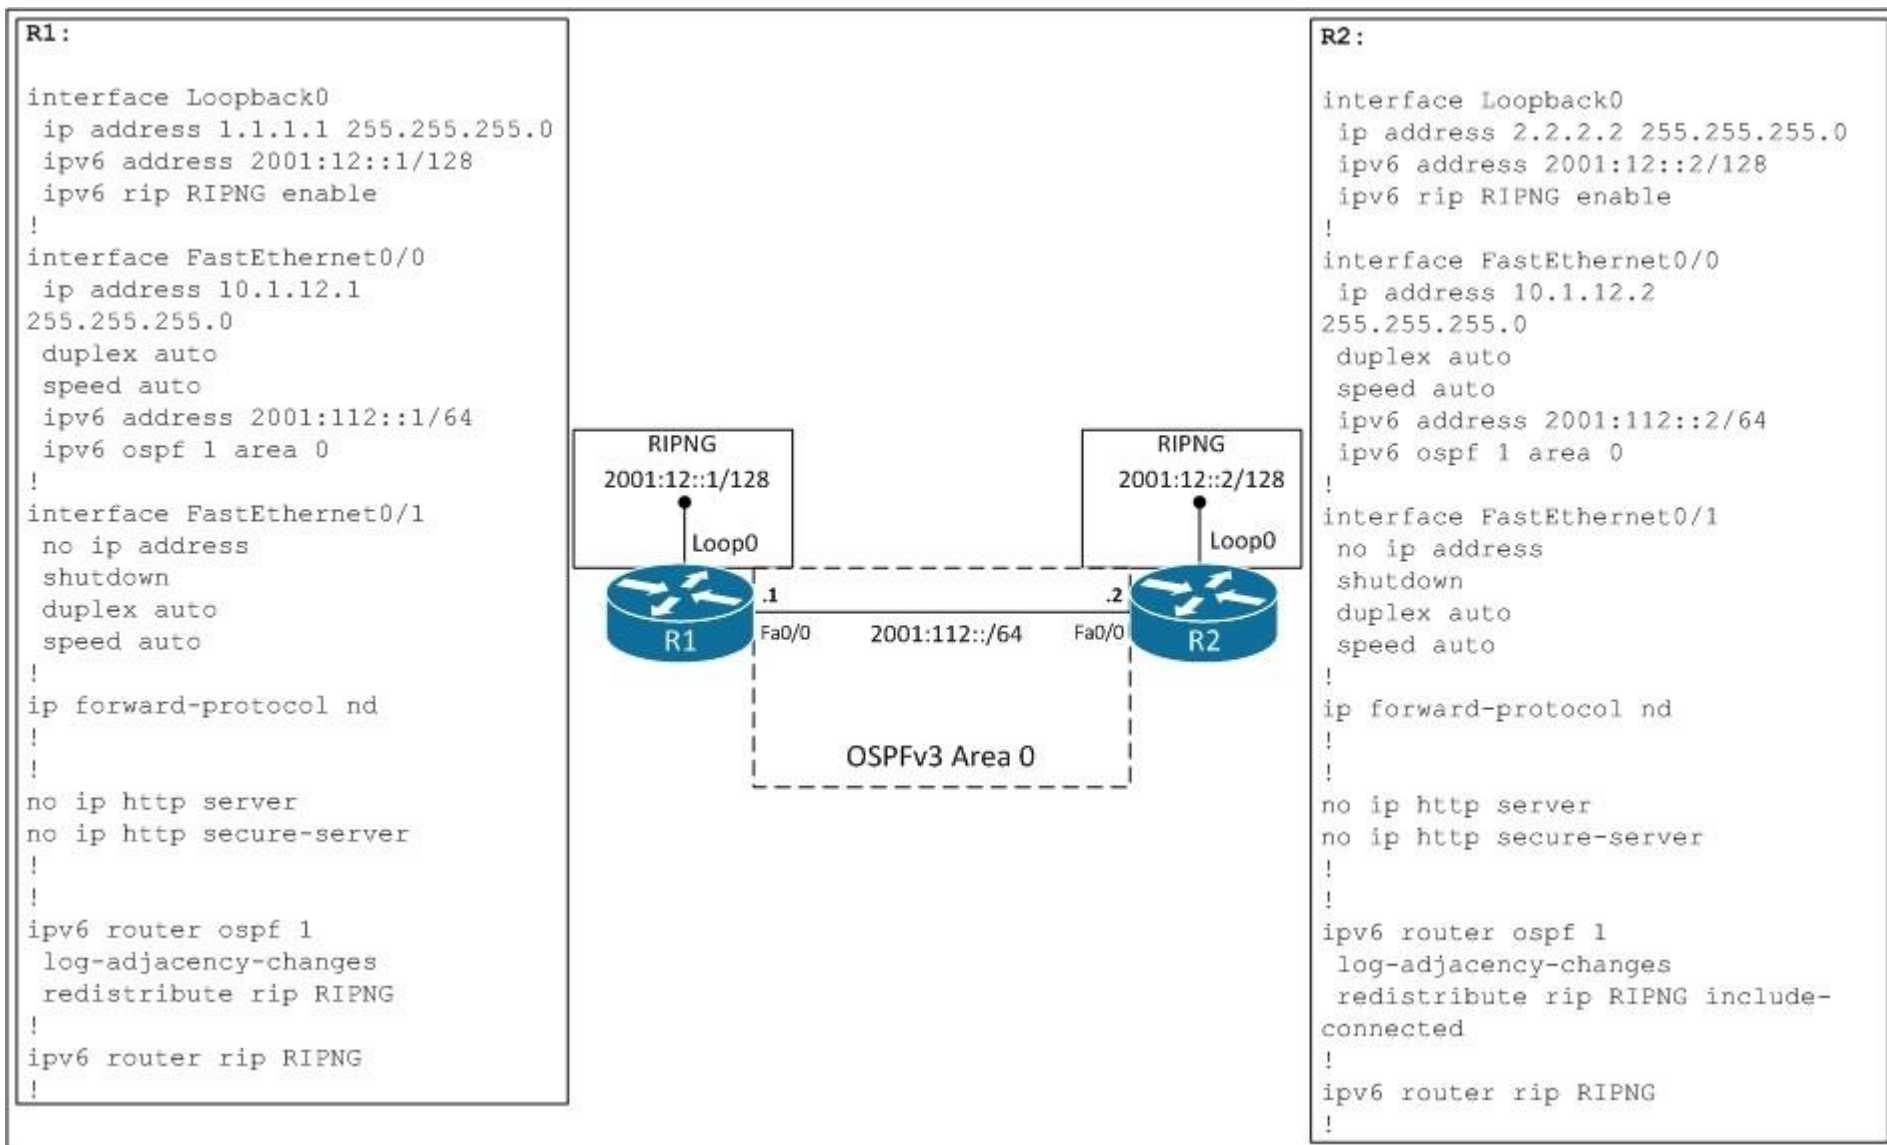 R1:
interface Loopback0
ip address 1.1.1.1 255.255.255.0
ipv6 address 2001:12::1/128
ipv6 rip RIPNG enable
!
interface FastEthernet0/0
ip address 10.1.12.1
255.255.255.0
duplex auto
speed auto
ipv6 address 2001:112::1/64
ipv6 ospf 1 area 0
!
interface FastEthernet0/1
no ip address
shutdown
duplex auto
speed auto
!
ip forward-protocol nd
!
!
no ip http server
no ip http secure-server
!
!
ipv6 router ospf 1
log-adjacency-changes
redistribute rip RIPNG
!
ipv6 router rip RIPNG
!
RIPNG
2001:12::1/128
Loop0
R1
.1
Fa0/0
2001:112::/64
.2
Fa0/0
OSPFv3 Area 0
RIPNG
2001:12::2/128
Loop0
R2
R2:
interface Loopback0
ip address 2.2.2.2 255.255.255.0
ipv6 address 2001:12::2/128
ipv6 rip RIPNG enable
!
interface FastEthernet0/0
ip address 10.1.12.2
255.255.255.0
duplex auto
speed auto
ipv6 address 2001:112::2/64
ipv6 ospf 1 area 0
!
interface FastEthernet0/1
no ip address
shutdown
duplex auto
speed auto
!
ip forward-protocol nd
!
!
no ip http server
no ip http secure-server
!
!
ipv6 router ospf 1
log-adjacency-changes
redistribute rip RIPNG include-
connected
!
ipv6 router rip RIPNG
!